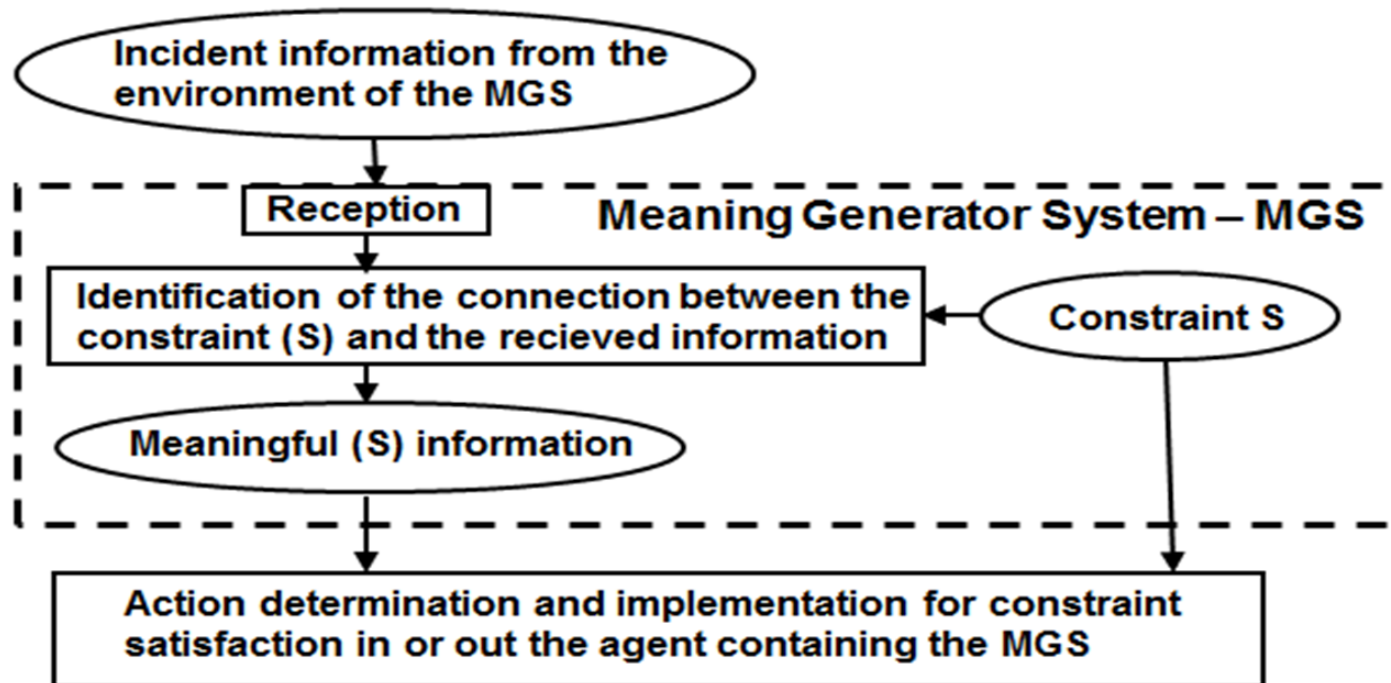 Incident information from the
environment of the MGS
Reception
Meaning Generator System – MGS
Identification of the connection between the
constraint (S) and the recieved information
Constraint S
Meaningful (S) information
Action determination and implementation for constraint
satisfaction in or out the agent containing the MGS